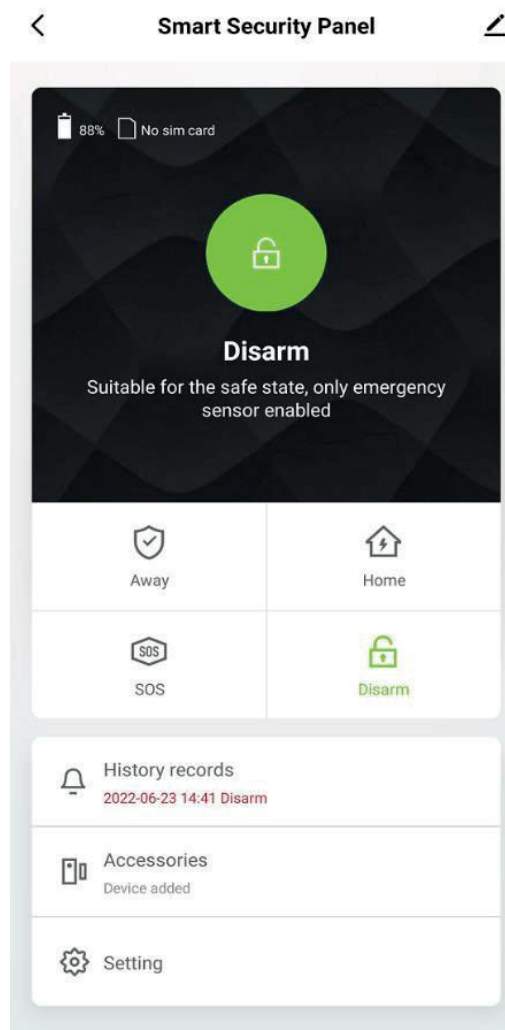 Smart Security Panel
88% No sim card
Disarm
Suitable for the safe state, only emergency
sensor enabled
Away
Home
SOS
SOS
Disarm
History records
2022-06-23 14:41 Disarm
Accessories
Device added
Setting